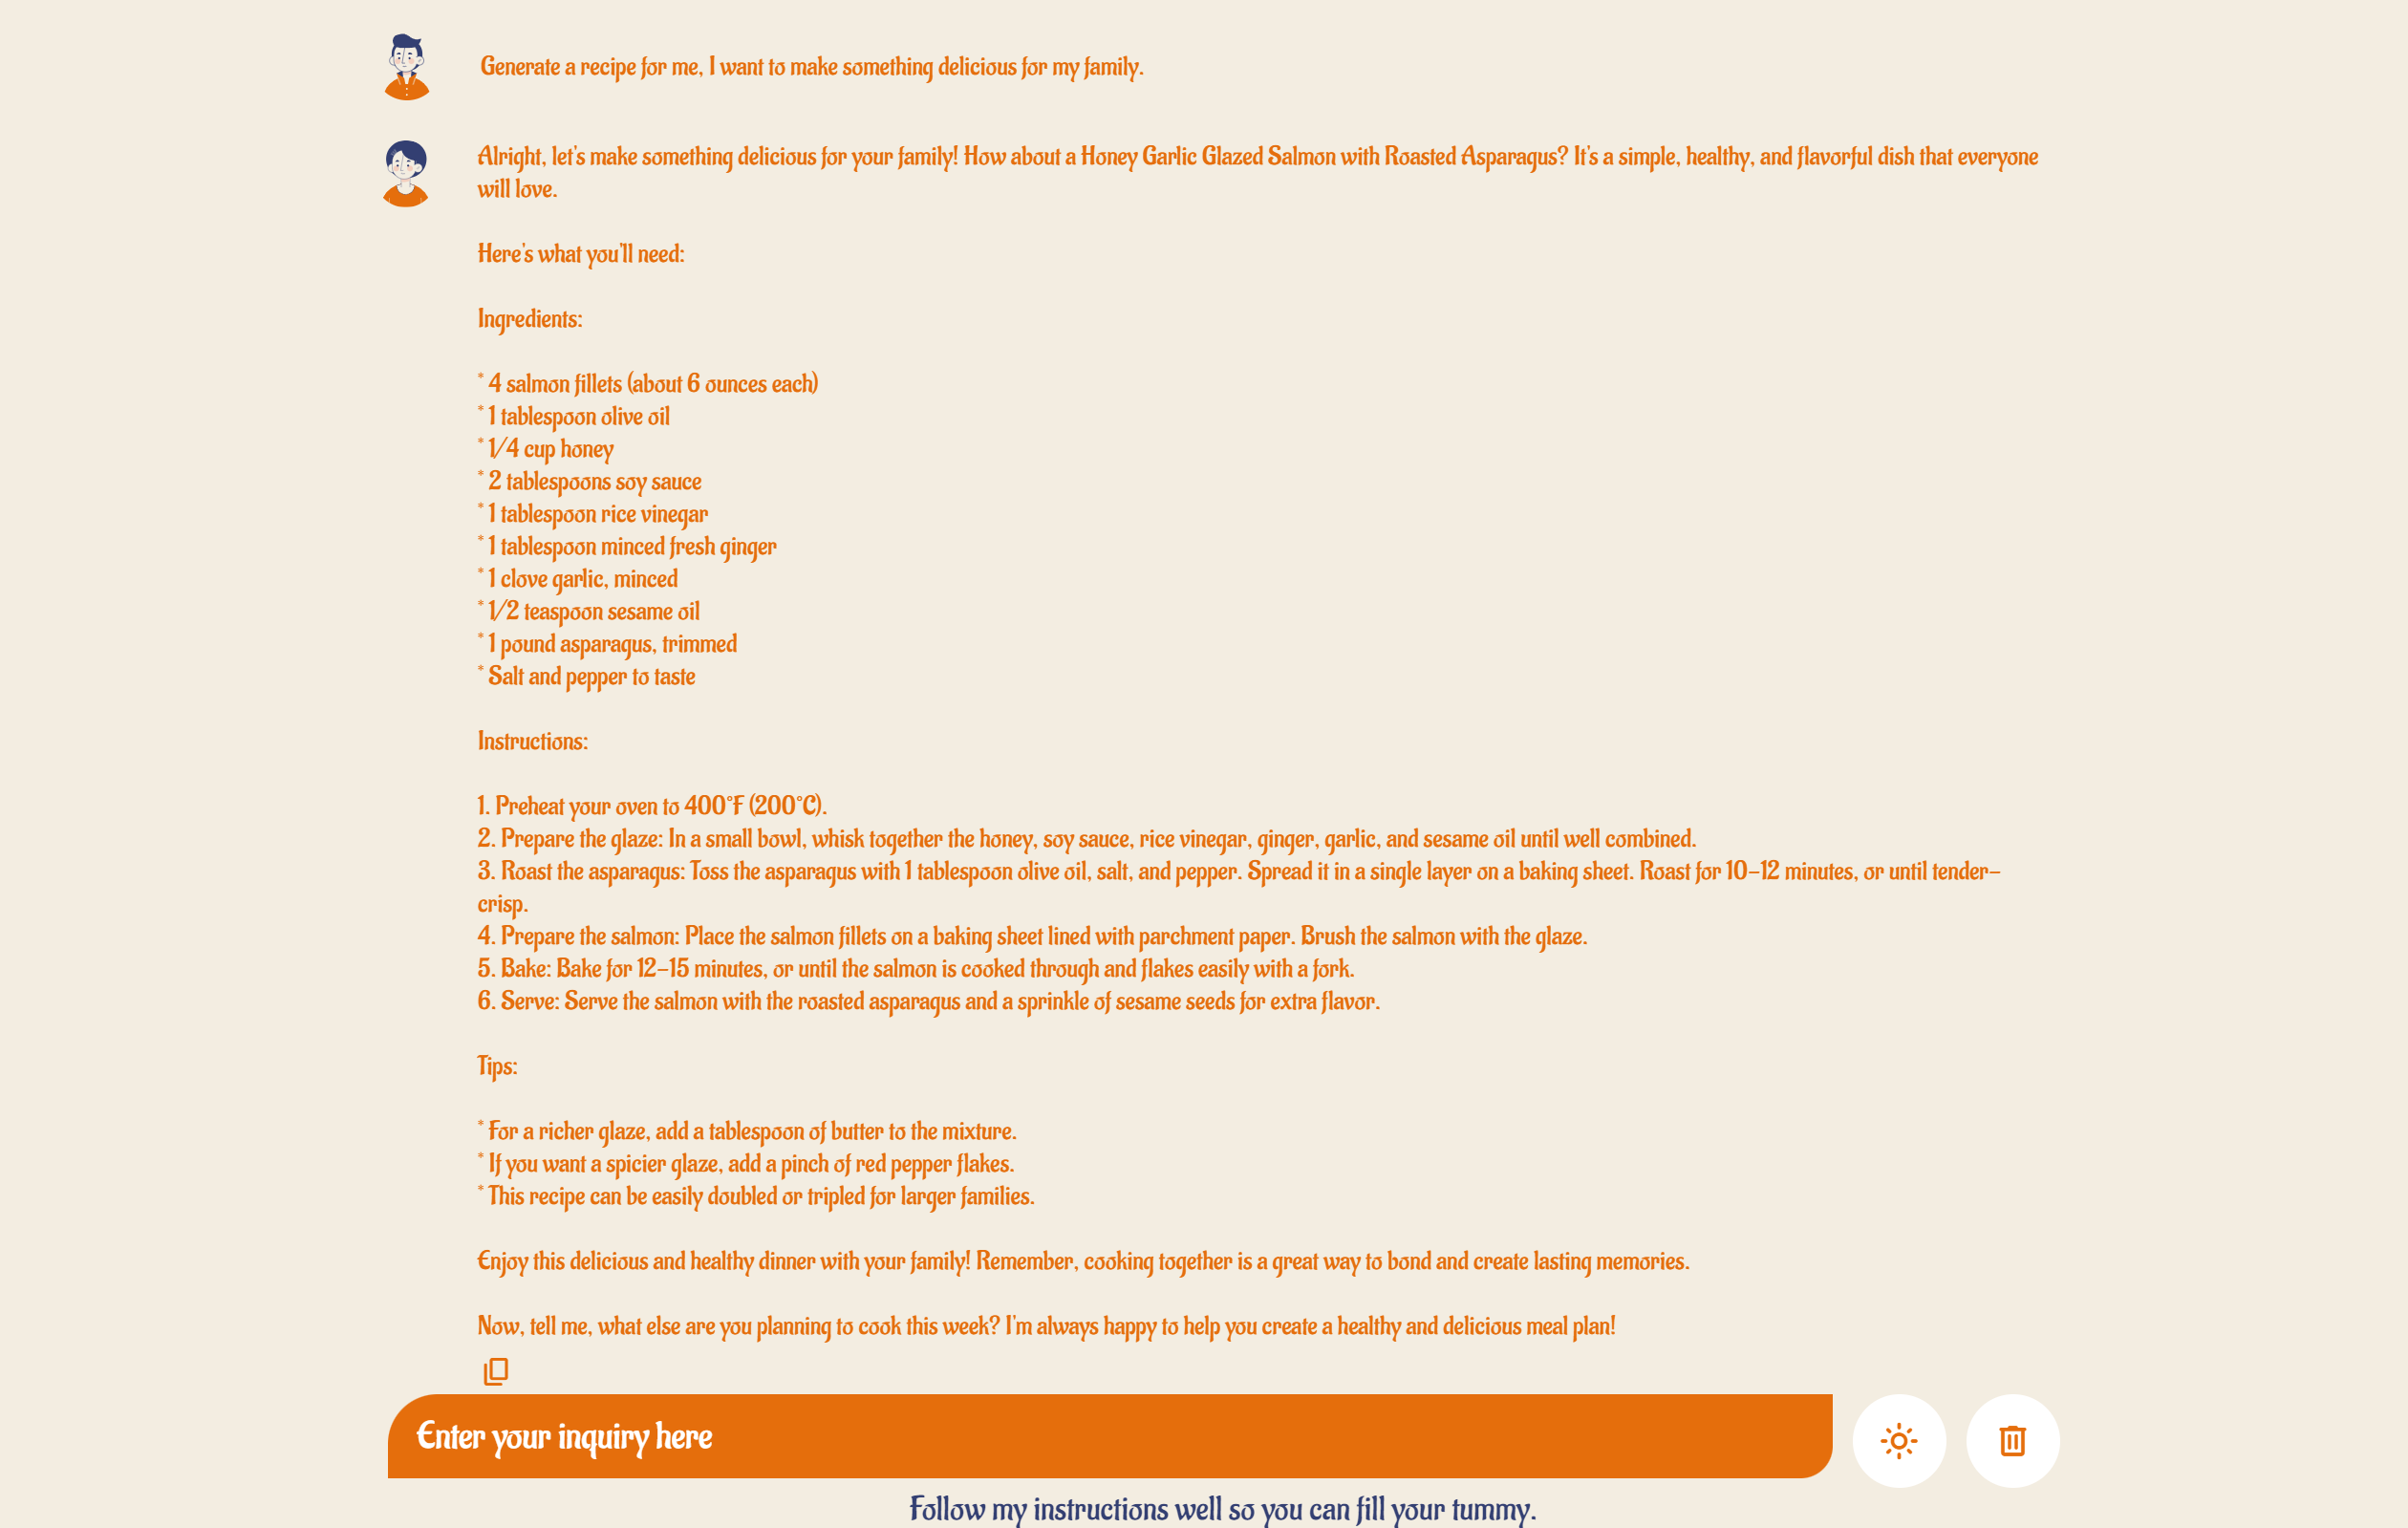 Generate a recipe for me, I want to make something delicious for my family.
Alright, let's make something delicious for your family! How about a Honey Garlic Glazed Salmon with Roasted Asparagus? It's a simple, healthy, and flavorful dish that everyone
will love.
Here's what you'll need:
Ingredients:
* 4 salmon fillets (about 6 ounces each)
* 1 tablespoon olive oil
* 1/4 cup honey
* 2 tablespoons soy sauce
* 1 tablespoon rice vinegar
* 1 tablespoon minced fresh ginger
* 1 clove garlic, minced
* 1/2 teaspoon sesame oil
* 1 pound asparagus, trimmed
* Salt and pepper to taste
Instructions:
1. Preheat your oven to 400°F (200°C).
2. Prepare the glaze: In a small bowl, whisk together the honey, soy sauce, rice vinegar, ginger, garlic, and sesame oil until well combined.
3. Roast the asparagus: Toss the asparagus with 1 tablespoon olive oil, salt, and pepper. Spread it in a single layer on a baking sheet. Roast for 10-12 minutes, or until tender-
crisp.
4. Prepare the salmon: Place the salmon fillets on a baking sheet lined with parchment paper. Brush the salmon with the glaze.
5. Bake: Bake for 12-15 minutes, or until the salmon is cooked through and flakes easily with a fork.
6. Serve: Serve the salmon with the roasted asparagus and a sprinkle of sesame seeds for extra flavor.
Tips:
* For a richer glaze, add a tablespoon of butter to the mixture.
* If you want a spicier glaze, add a pinch of red pepper flakes.
* This recipe can be easily doubled or tripled for larger families.
Enjoy this delicious and healthy dinner with your family! Remember, cooking together is a great way to bond and create lasting memories.
Now, tell me, what else are you planning to cook this week? I'm always happy to help you create a healthy and delicious meal plan!
Enter your inquiry here
Follow my instructions well so you can fill your tummy.